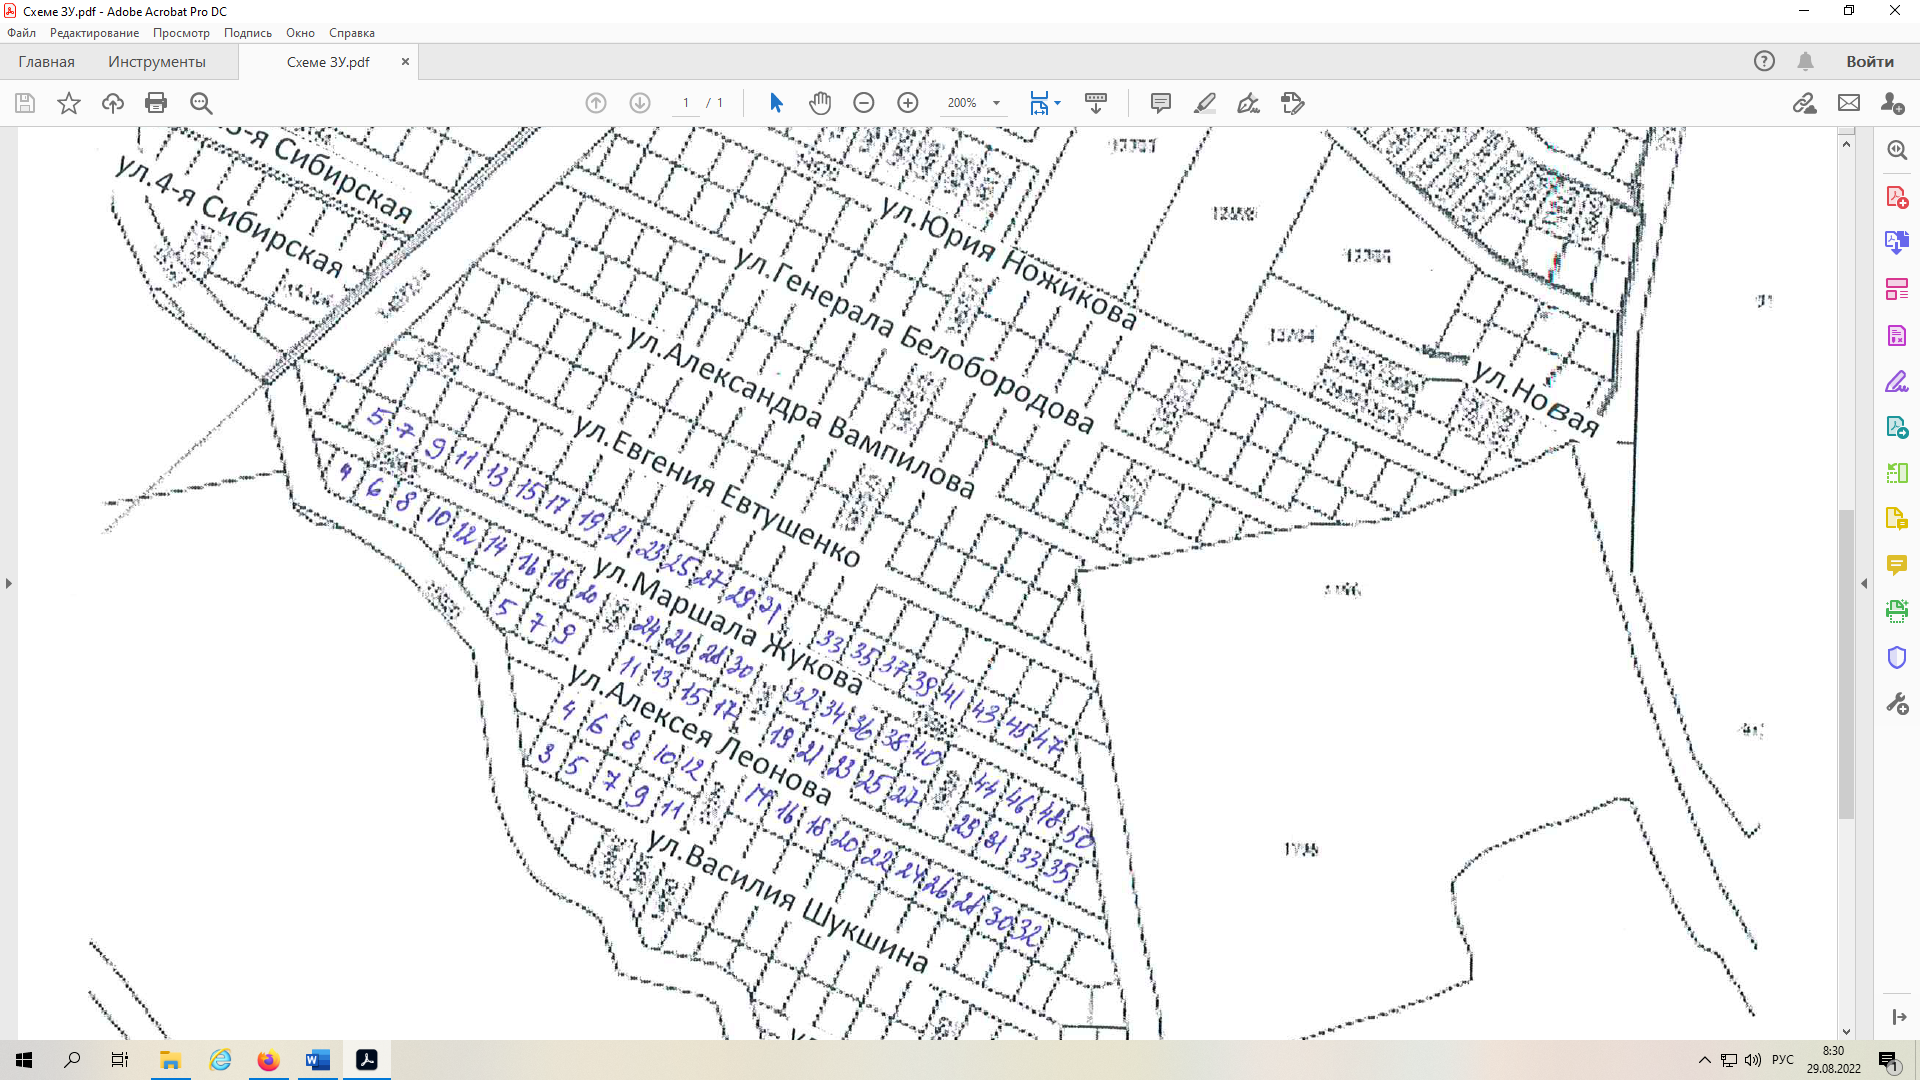 Схеме ЗУ.pdf - Adobe Acrobat Pro DC
Файл Редактирование Просмотр Подпись Окно Справка
Главная Инструменты Схеме ЗУ.pdf × Войти
1 / 1 200%
3-я Сибирская
ул.4-я Сибирская
ул.Юрия Ножикова
ул.Генерала Белобородова
ул.Александра Вампилова
ул.Новая
ул.Евгения Евтушенко
5 7 9 11 13 15 17 19 21 23 25 27 29 31 33 35 37 39 41 43 45 47
ул.Маршала Жукова
4 6 8 10 12 14 16 18 20 24 26 28 30 32 34 36 38 40 44 46 48 50
5 7 9 11 13 15 17 19 21 23 25 27 29 31 33 35
ул.Алексея Леонова
4 6 8 10 12 14 16 18 20 22 24 26 28 30 32
3 5 7 9 11
ул.Василия Шукшина
РУС
8:30
29.08.2022
1